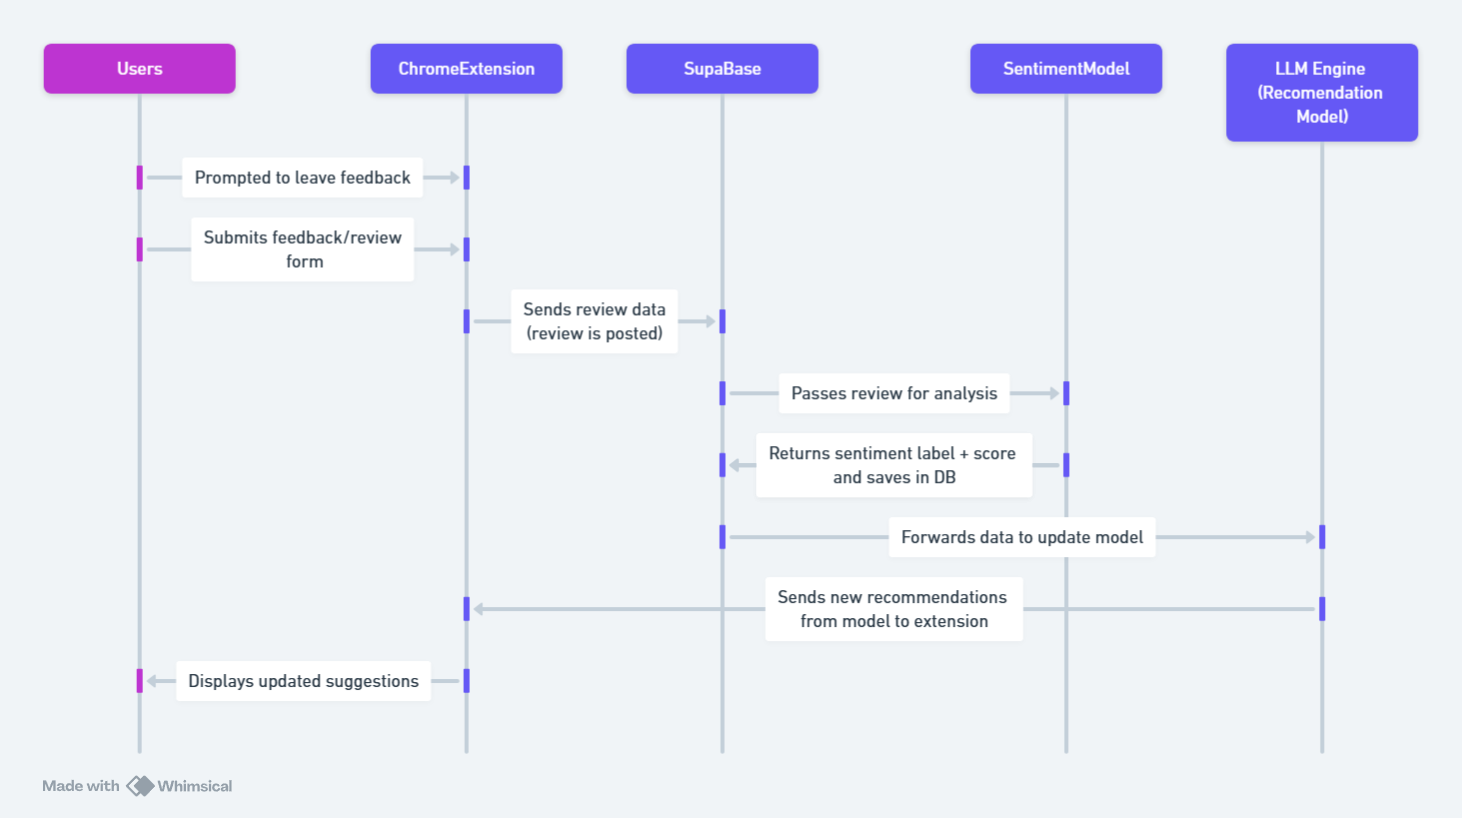 Users
ChromeExtension
SupaBase
SentimentModel
LLM Engine
(Recomendation
Model)
Prompted to leave feedback
Submits feedback/review
form
Sends review data
(review is posted)
Passes review for analysis
Returns sentiment label + score
and saves in DB
Forwards data to update model
Sends new recommendations
from model to extension
Displays updated suggestions
Made with Whimsical